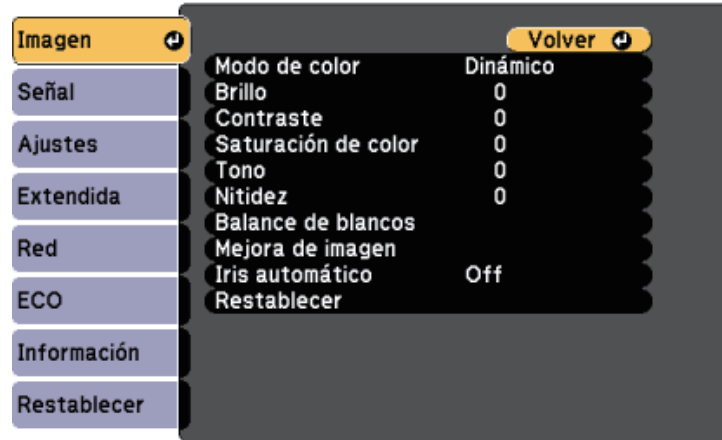 Imagen
Señal
Ajustes
Extendida
Red
ECO
Información
Restablecer
Volver
Modo de color Dinámico
Brillo 0
Contraste 0
Saturación de color 0
Tono 0
Nitidez 0
Balance de blancos
Mejora de imagen
Iris automático Off
Restablecer